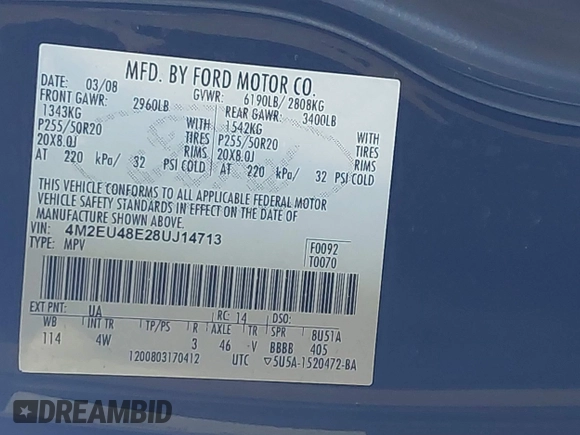 MFD. BY FORD MOTOR CO.
DATE: 03/08 GVWR: 6190LB/ 2808KG
FRONT GAWR: 2960LB REAR GAWR: 3400LB
1343KG WITH 1542KG WITH
P255/50R20 TIRES P255/50R20 TIRES
20X8.0J RIMS 20X8.0J RIMS
AT 220 kPa/ 32 PSI COLD AT 220 kPa/ 32 PSI COLD
THIS VEHICLE CONFORMS TO ALL APPLICABLE FEDERAL MOTOR
VEHICLE SAFETY STANDARDS IN EFFECT ON THE DATE OF
MANUFACTURE SHOWN ABOVE.
VIN: 4M2EU48E28UJ14713 F0092
TYPE: MPV T0070
EXT PNT: UA RC: 14 DSO:
WB INT TR TP/PS R AXLE TR SPR 8U51A
114 4W 3 46 V BBBB 405
1200803170412 UTC ▽5U5A-1520472-BA
DREAMBID